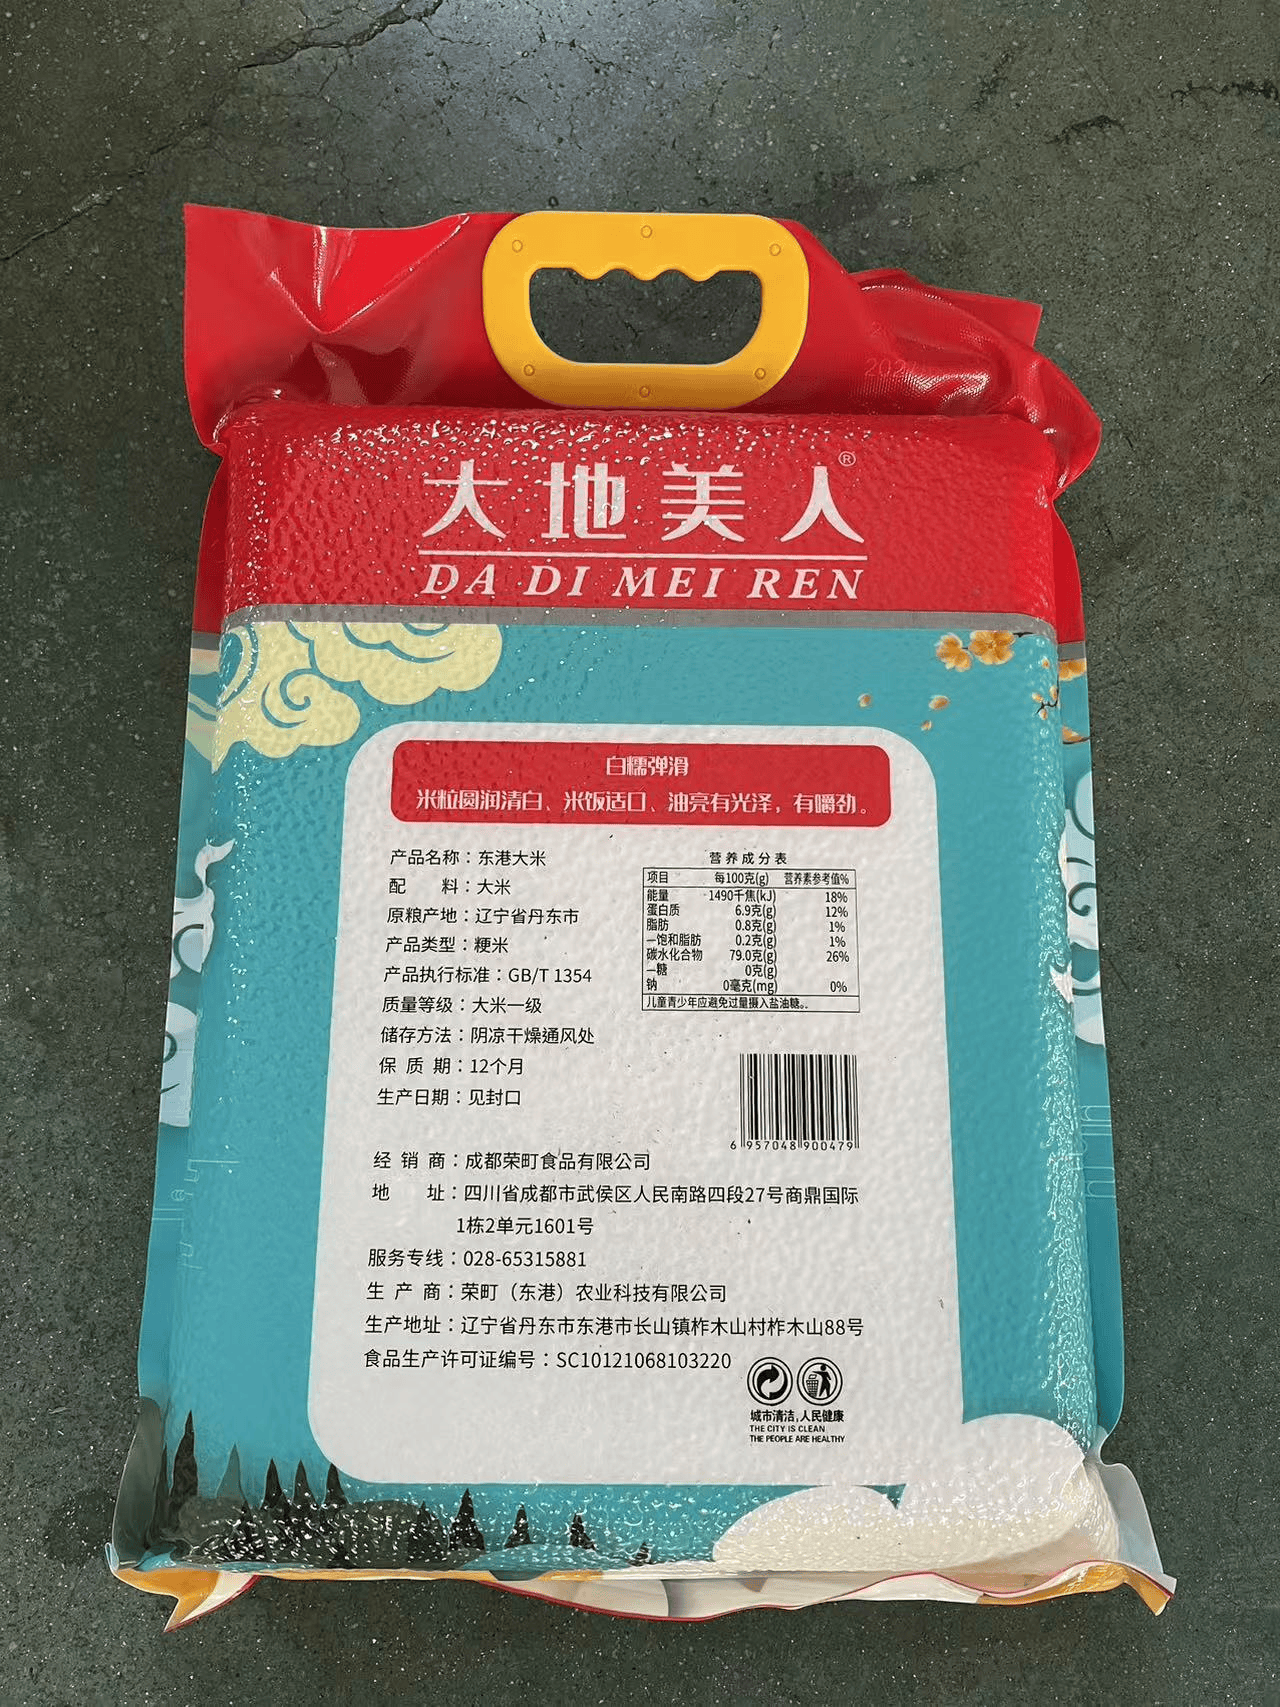 大地美人®
DA DI MEI REN
白糯弹滑
米粒圆润清白、米饭适口、油亮有光泽，有嚼劲。
产品名称：东港大米
配 料：大米
原粮产地：辽宁省丹东市
产品类型：粳米
产品执行标准：GB/T 1354
质量等级：大米一级
储存方法：阴凉干燥通风处
保 质 期：12个月
生产日期：见封口
营养成分表
项目 每100克(g) 营养素参考值%
能量 1490千焦(kJ) 18%
蛋白质 6.9克(g) 12%
脂肪 0.8克(g) 1%
—饱和脂肪 0.2克(g) 1%
碳水化合物 79.0克(g) 26%
—糖 0克(g)
钠 0毫克(mg) 0%
儿童青少年应避免过量摄入盐油糖。
6 957048 900479
经 销 商：成都荣町食品有限公司
地 址：四川省成都市武侯区人民南路四段27号商鼎国际
1栋2单元1601号
服务专线：028-65315881
生 产 商：荣町（东港）农业科技有限公司
生产地址：辽宁省丹东市东港市长山镇柞木山村柞木山88号
食品生产许可证编号：SC10121068103220
城市清洁,人民健康
THE CITY IS CLEAN
THE PEOPLE ARE HEALTHY